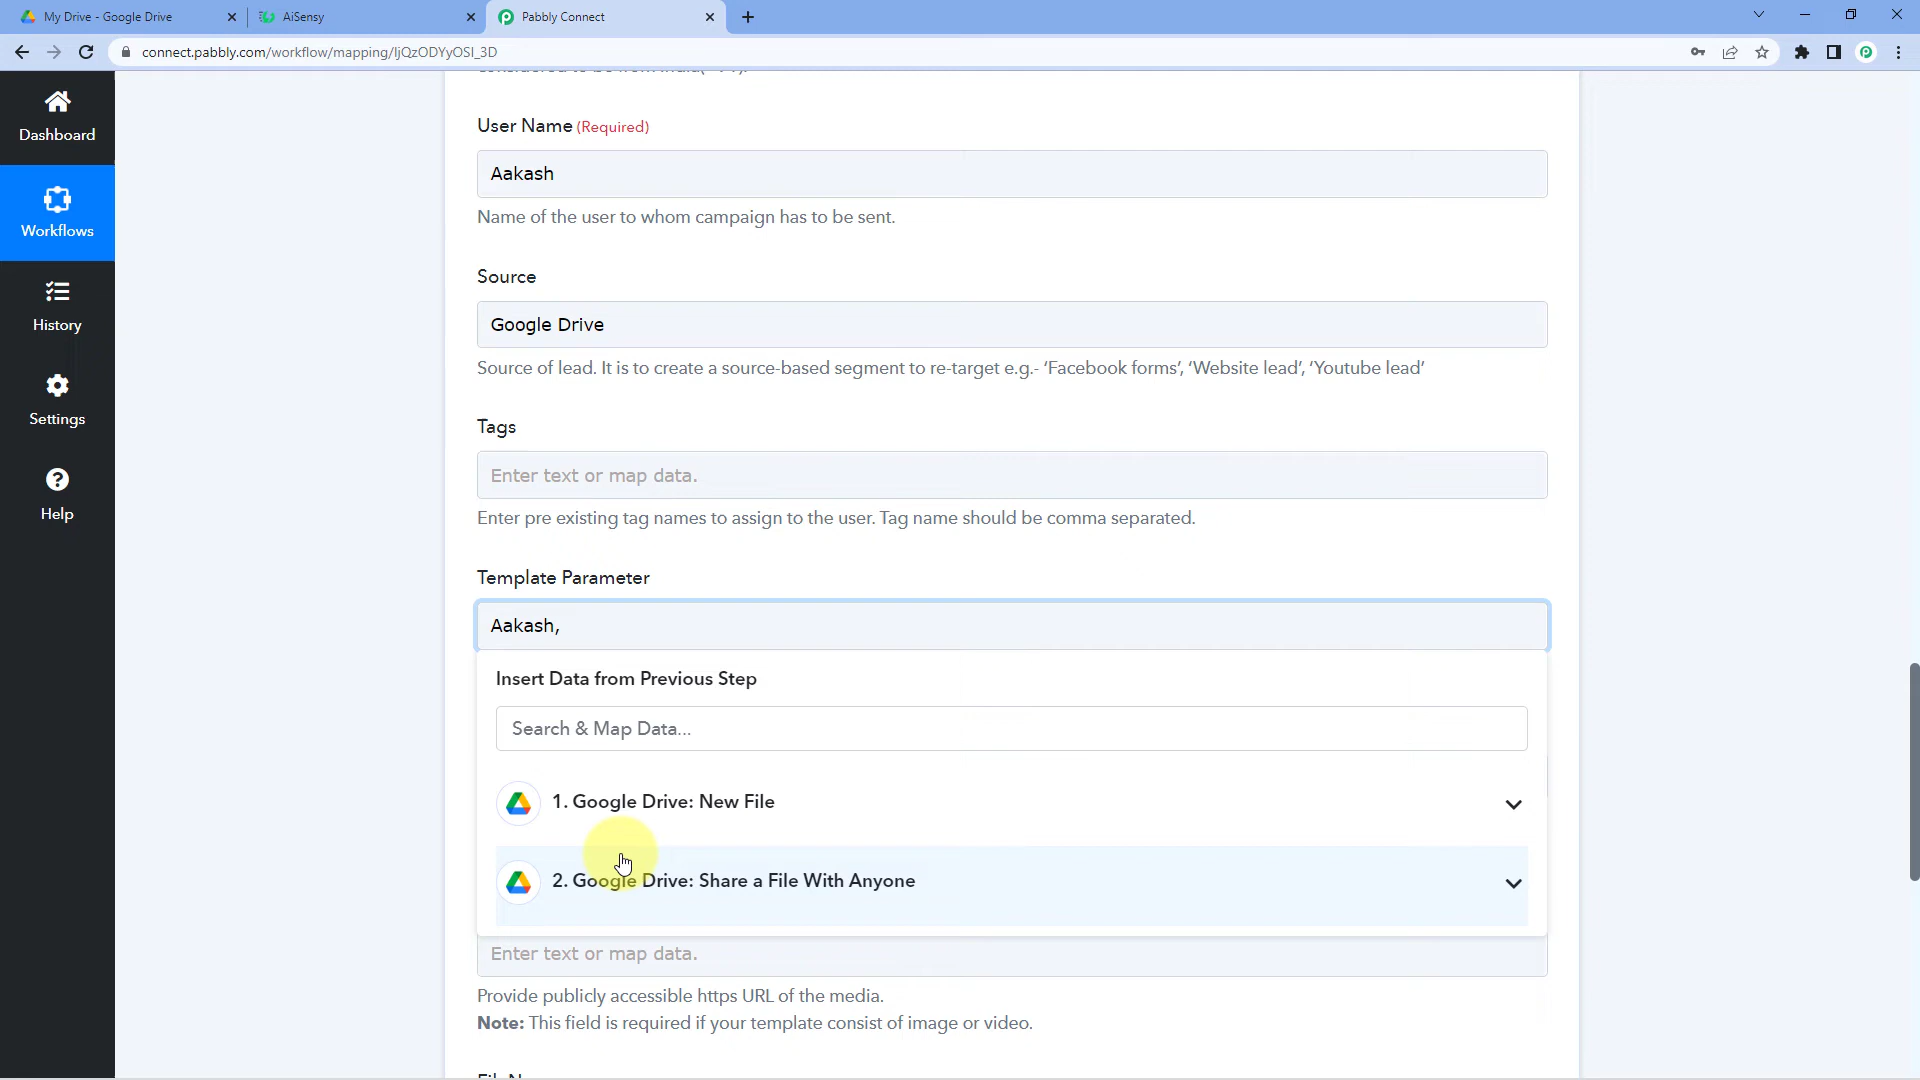 My Drive - Google Drive
AiSensy
Pabbly Connect
connect.pabbly.com/workflow/mapping/IjQzODYyOSI_3D
Dashboard
Workflows
History
Settings
Help
User Name (Required)
Aakash
Name of the user to whom campaign has to be sent.
Source
Google Drive
Source of lead. It is to create a source-based segment to re-target e.g.- ‘Facebook forms’, ‘Website lead’, ‘Youtube lead’
Tags
Enter text or map data.
Enter pre existing tag names to assign to the user. Tag name should be comma separated.
Template Parameter
Aakash,
Insert Data from Previous Step
Search & Map Data...
1. Google Drive: New File
2. Google Drive: Share a File With Anyone
Enter text or map data.
Provide publicly accessible https URL of the media.
Note: This field is required if your template consist of image or video.